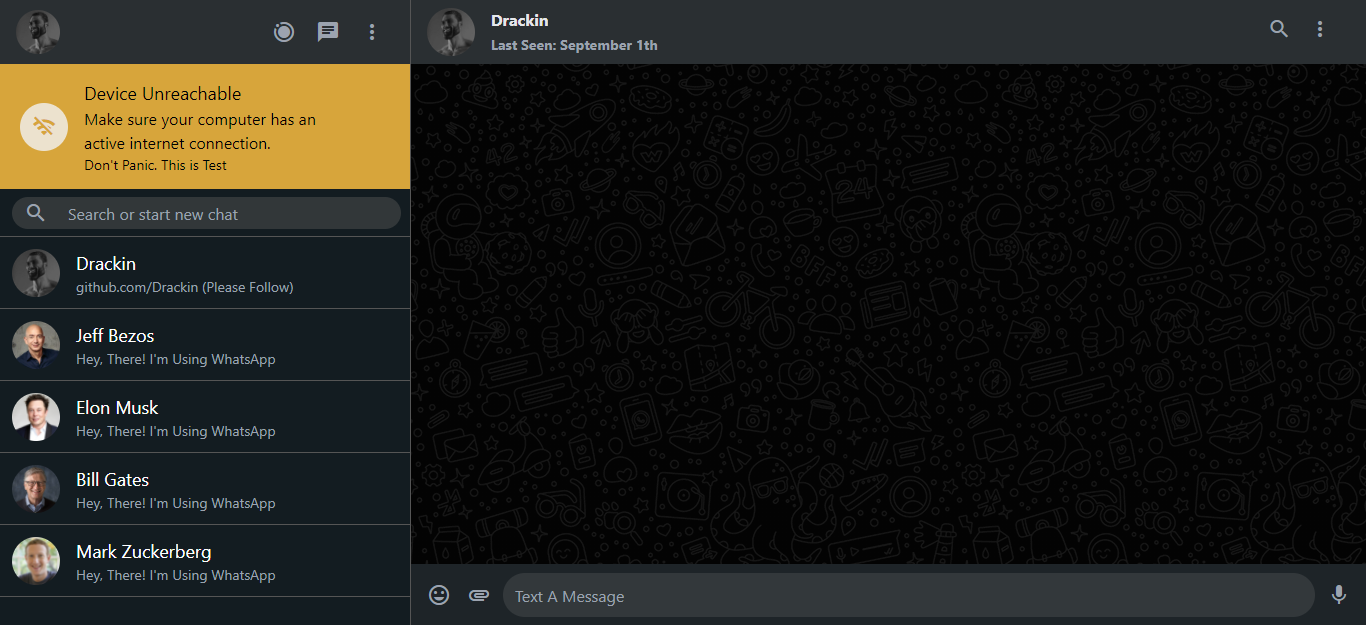 Drackin
Last Seen: September 1th
Device Unreachable
Make sure your computer has an
active internet connection.
Don't Panic. This is Test
Search or start new chat
Drackin
github.com/Drackin (Please Follow)
Jeff Bezos
Hey, There! I'm Using WhatsApp
Elon Musk
Hey, There! I'm Using WhatsApp
Bill Gates
Hey, There! I'm Using WhatsApp
Mark Zuckerberg
Hey, There! I'm Using WhatsApp
24
42
42
Text A Message